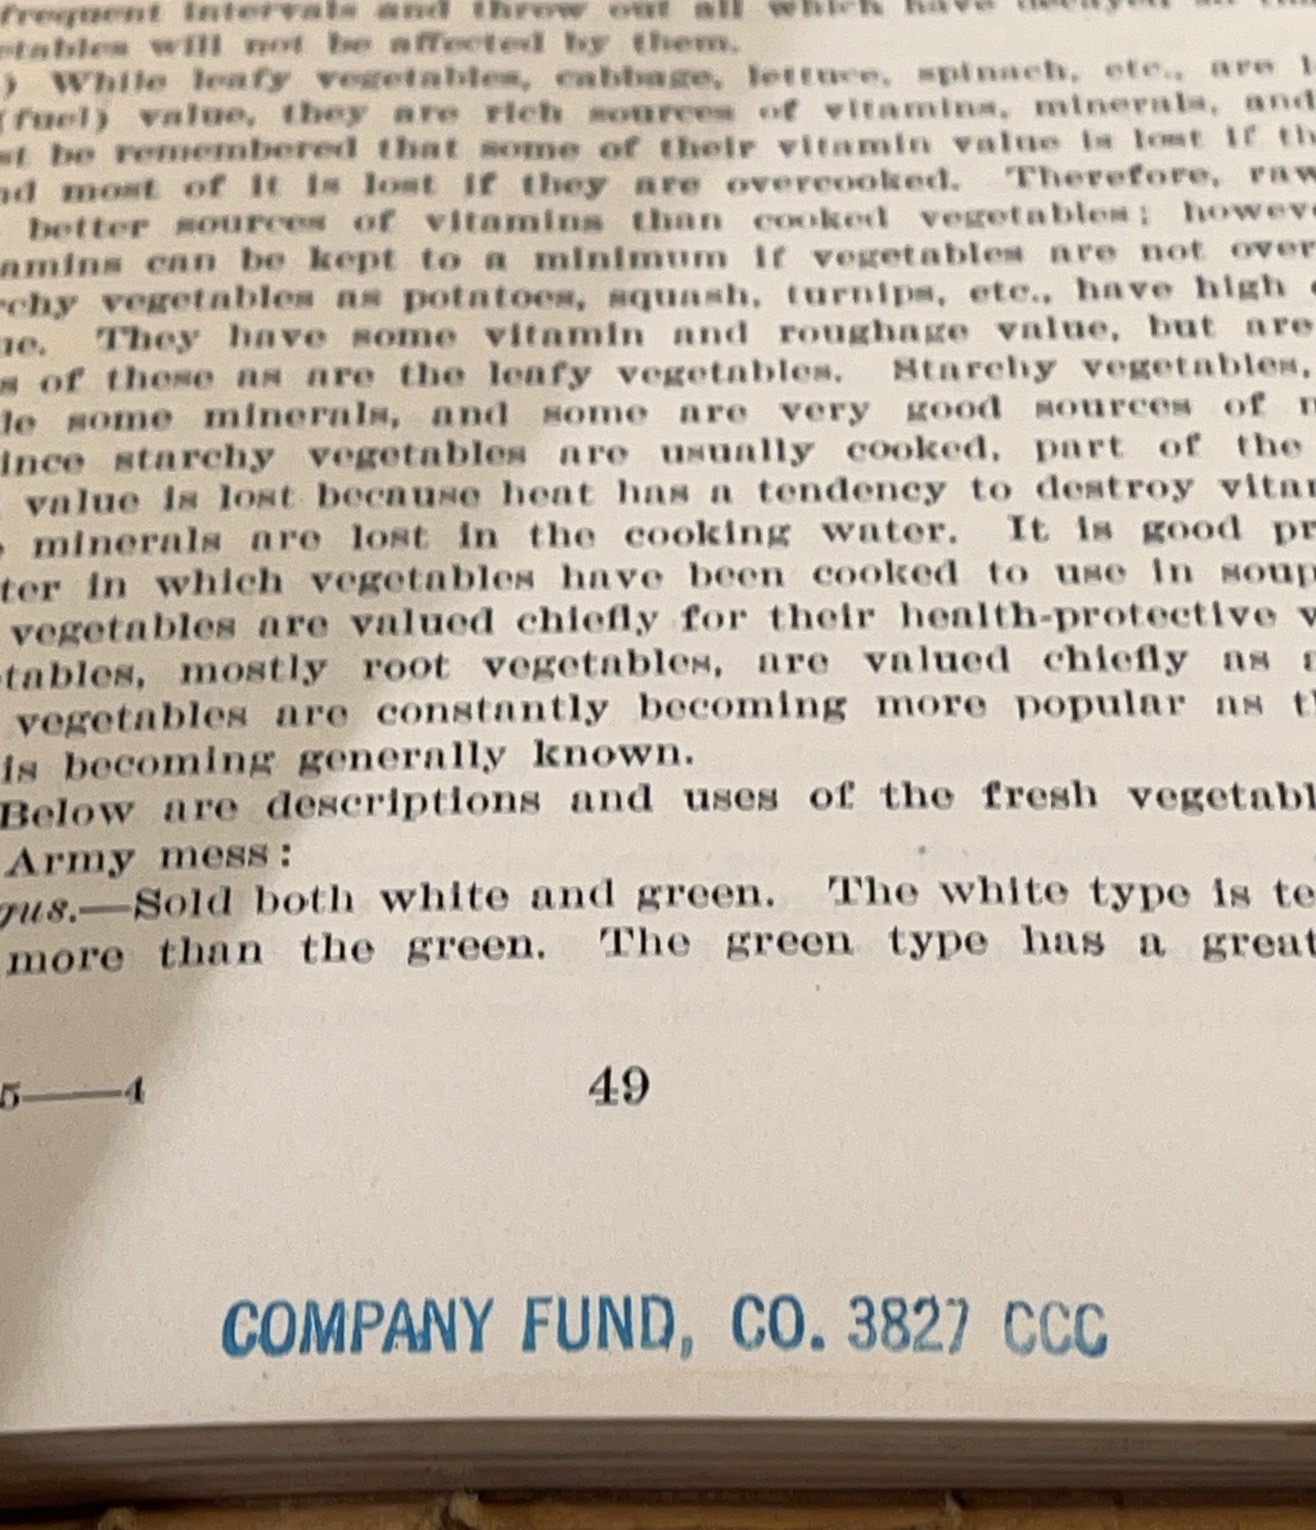 frequent intervals and throw out all which have decayed so
etables will not be affected by them.
) While leafy vegetables, cabbage, lettuce, spinach, etc., are l
(fuel) value, they are rich sources of vitamins, minerals, and
st be remembered that some of their vitamin value is lost if th
nd most of it is lost if they are overcooked. Therefore, raw
better sources of vitamins than cooked vegetables; howeve
amins can be kept to a minimum if vegetables are not over
rchy vegetables as potatoes, squash, turnips, etc., have high
ue. They have some vitamin and roughage value, but are
s of these as are the leafy vegetables. Starchy vegetables,
de some minerals, and some are very good sources of
ince starchy vegetables are usually cooked, part of the
value is lost because heat has a tendency to destroy vitam
minerals are lost in the cooking water. It is good pr
ter in which vegetables have been cooked to use in soup
vegetables are valued chiefly for their health-protective v
tables, mostly root vegetables, are valued chiefly as
vegetables are constantly becoming more popular as th
is becoming generally known.
Below are descriptions and uses of the fresh vegetabl
Army mess:
gus.—Sold both white and green. The white type is te
more than the green. The green type has a great
5——4
49
COMPANY FUND, CO. 3827 CCC